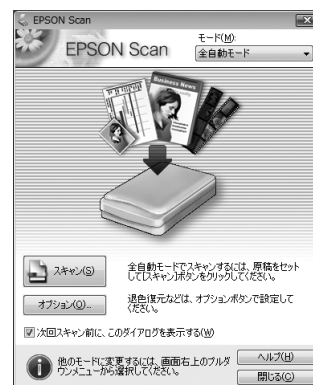 EPSON Scan
EPSON Scan
モード(M):
全自動モード
Business News
スキャン(S)
全自動モードでスキャンするには、原稿をセット
して[スキャン]ボタンをクリックしてください。
オプション(O)...
退色復元などは、オプションボタンで設定して
ください。
次回スキャン前に、このダイアログを表示する(W)
他のモードに変更するには、画面右上のプルダ
ウンメニューから選択してください。
ヘルプ(H)
閉じる(C)